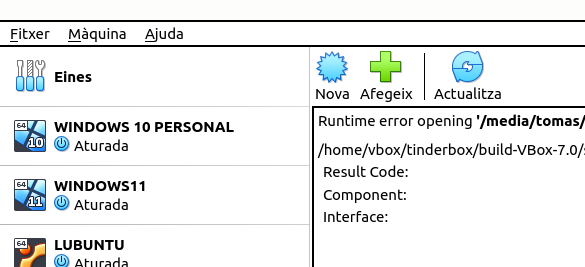 Fitxer Màquina Ajuda
Eines
64
10
WINDOWS 10 PERSONAL
Aturada
64
11
WINDOWS11
Aturada
64
LUBUNTU
Aturada
Nova Afegeix Actualitza
Runtime error opening '/media/tomas/
/home/vbox/tinderbox/build-VBox-7.0/
Result Code:
Component:
Interface: